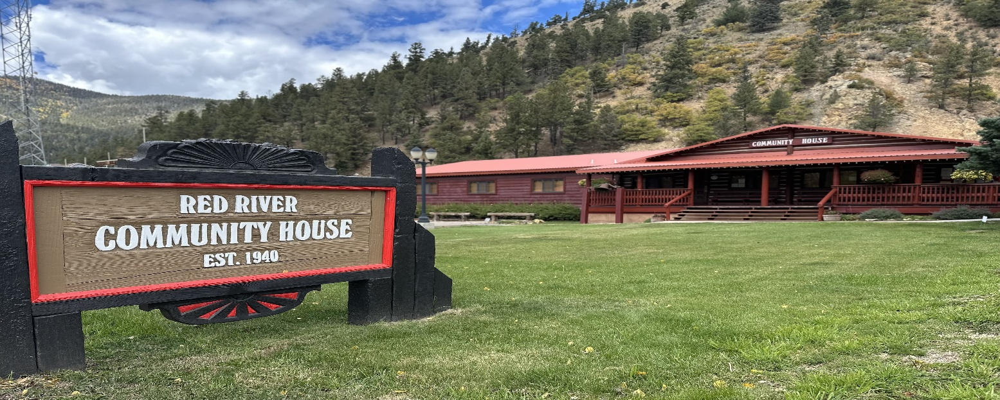 RED RIVER
COMMUNITY HOUSE
EST. 1940
COMMUNITY HOUSE